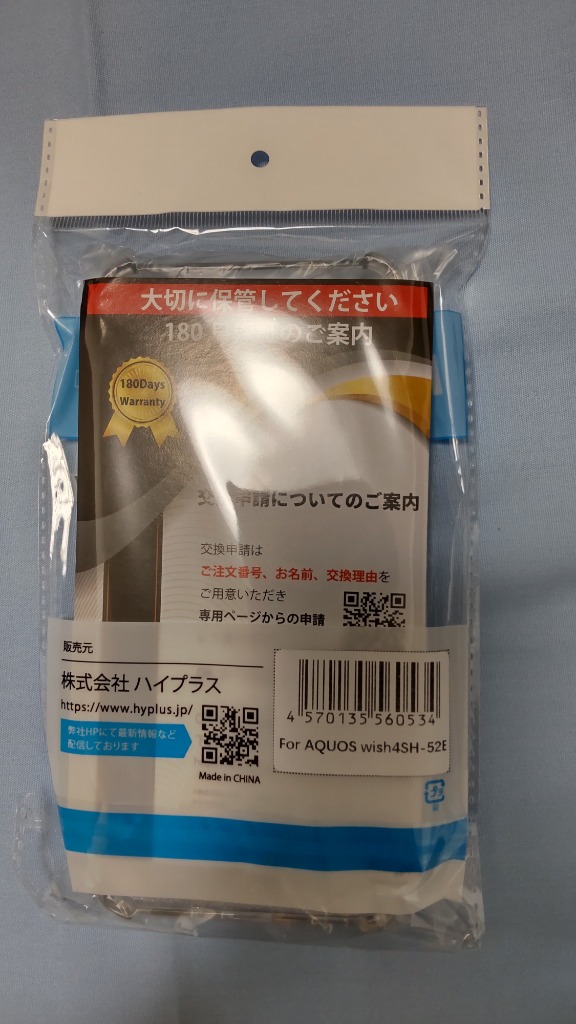 大切に保管してください
180 のご案内
180Days
Warranty
申請についてのご案内
交換申請は
ご注文番号、お名前、交換理由を
ご用意いただき
専用ページからの申請
販売元
株式会社 ハイプラス
https://www.hyplus.jp/
弊社HPにて最新情報など
配信しております
Made in CHINA
4 570135 560534
For AQUOS wish4SH-52E
プラ